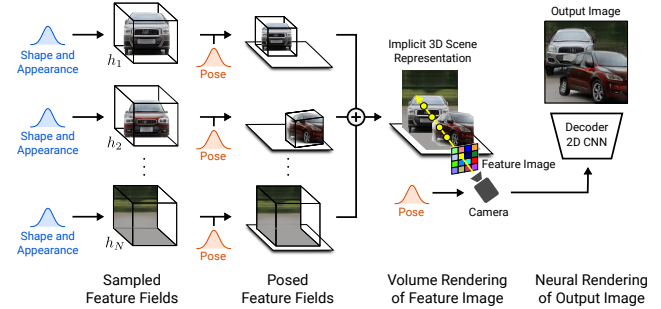 Shape and
Appearance
h1
Pose
Shape and
Appearance
h2
Pose
Shape and
Appearance
hN
Pose
Implicit 3D Scene
Representation
Feature Image
Pose
Camera
Output Image
Decoder
2D CNN
Sampled
Feature Fields
Posed
Feature Fields
Volume Rendering
of Feature Image
Neural Rendering
of Output Image